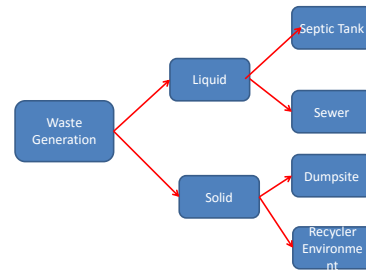 Septic Tank
Liquid
Waste
Generation
Sewer
Dumpsite
Solid
Recycler
Environme
nt